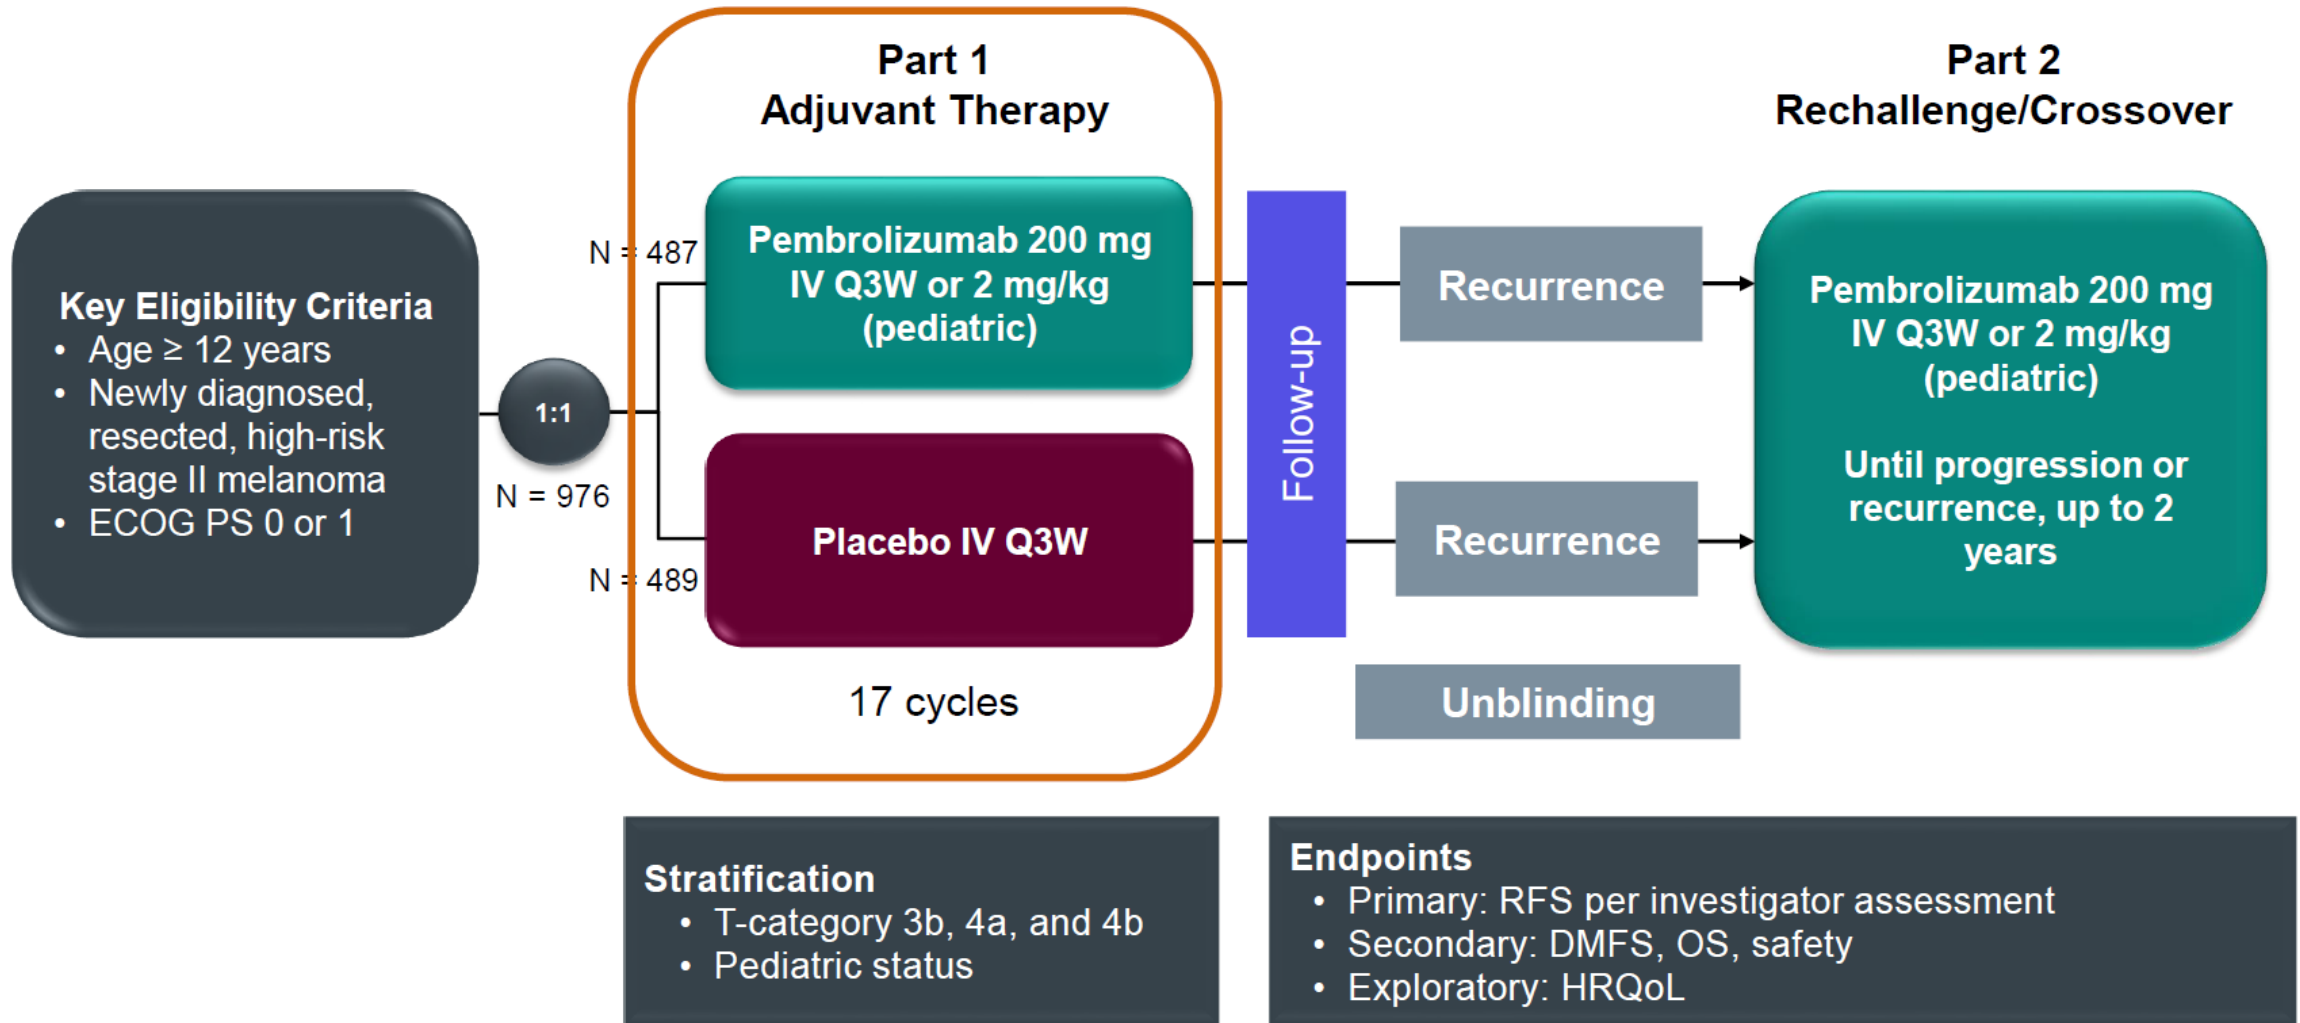 Part 1
Adjuvant Therapy
Part 2
Rechallenge/Crossover
Key Eligibility Criteria
• Age ≥ 12 years
• Newly diagnosed,
resected, high-risk
stage II melanoma
• ECOG PS 0 or 1
1:1
N = 976
N = 487
Pembrolizumab 200 mg
IV Q3W or 2 mg/kg
(pediatric)
N = 489
Placebo IV Q3W
17 cycles
Follow-up
Recurrence
Recurrence
Unblinding
Pembrolizumab 200 mg
IV Q3W or 2 mg/kg
(pediatric)
Until progression or
recurrence, up to 2
years
Stratification
• T-category 3b, 4a, and 4b
• Pediatric status
Endpoints
• Primary: RFS per investigator assessment
• Secondary: DMFS, OS, safety
• Exploratory: HRQoL